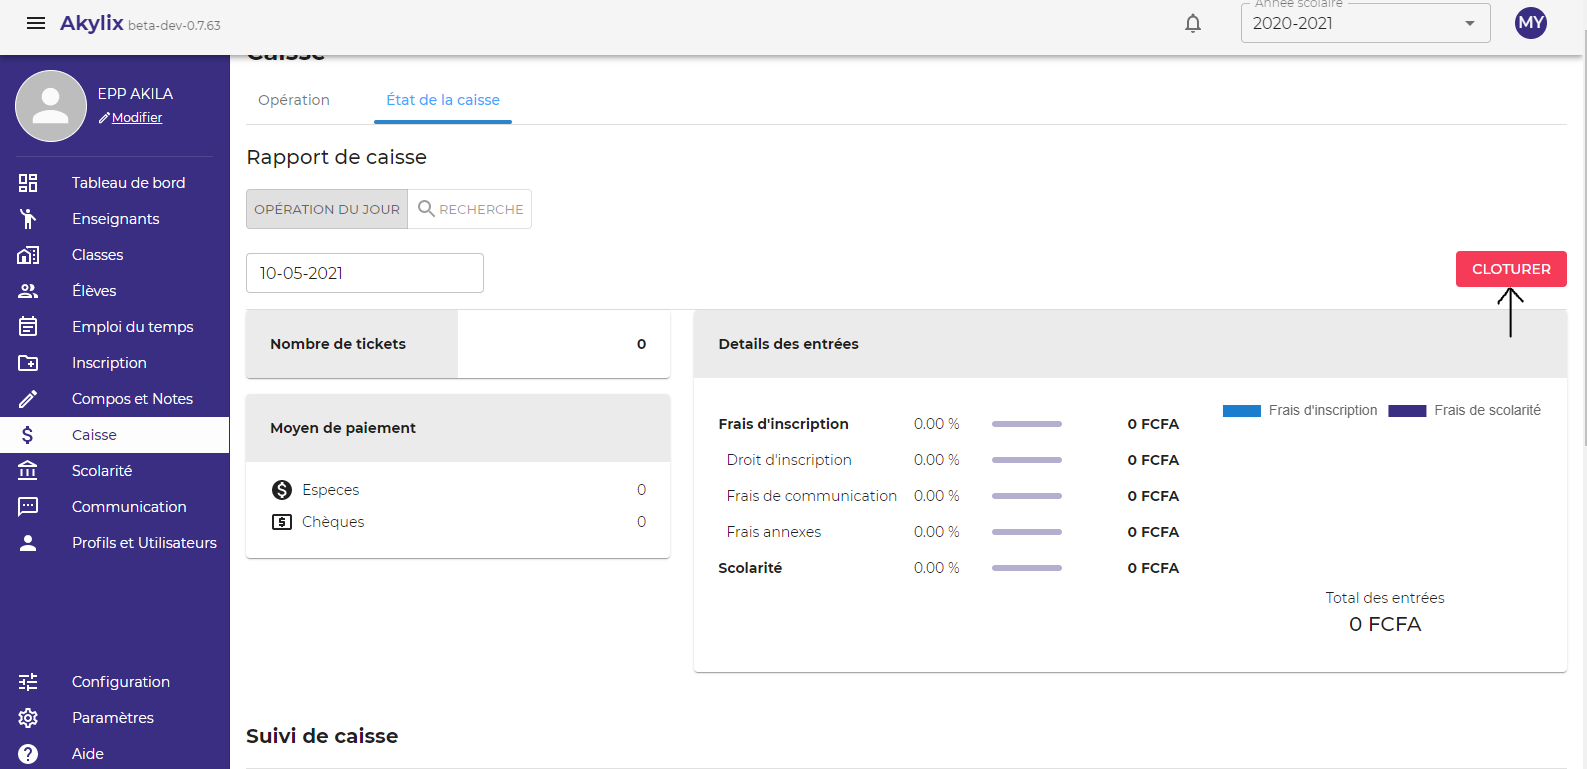 Akylix beta-dev-0.7.63
Année scolaire
2020-2021
MY
EPP AKILA
Modifier
Tableau de bord
Enseignants
Classes
Élèves
Emploi du temps
Inscription
Compos et Notes
Caisse
Scolarité
Communication
Profils et Utilisateurs
Configuration
Paramètres
Aide
Caisse
Opération État de la caisse
Rapport de caisse
OPÉRATION DU JOUR RECHERCHE
10-05-2021
CLOTURER
Nombre de tickets 0
Moyen de paiement
Especes 0
Chèques 0
Details des entrées
Frais d'inscription 0.00 % 0 FCFA
Droit d'inscription 0.00 % 0 FCFA
Frais de communication 0.00 % 0 FCFA
Frais annexes 0.00 % 0 FCFA
Scolarité 0.00 % 0 FCFA
Frais d'inscription Frais de scolarité
Total des entrées
0 FCFA
Suivi de caisse